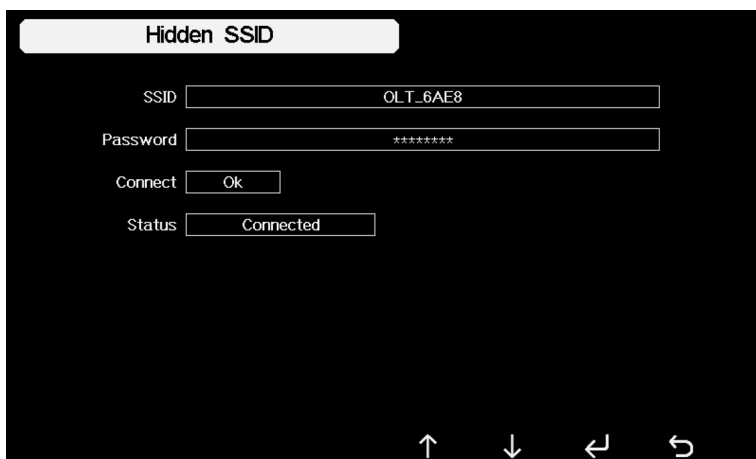 Hidden SSID
SSID OLT_6AE8
Password ********
Connect Ok
Status Connected